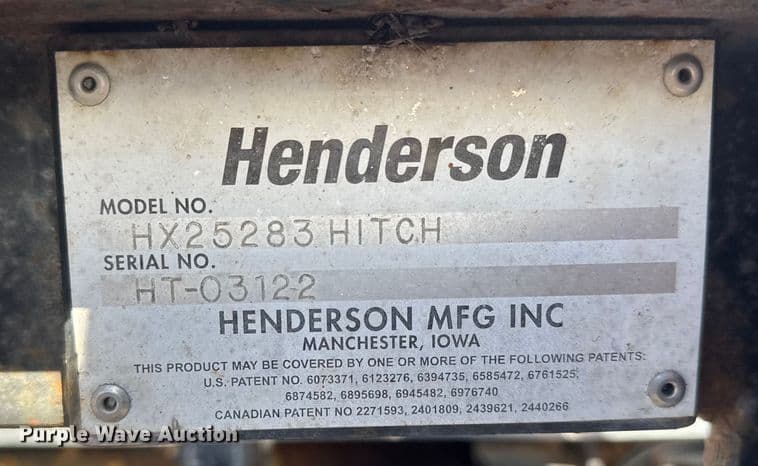 Henderson
MODEL NO.
HX25283 HITCH
SERIAL NO.
HT-03122
HENDERSON MFG INC
MANCHESTER, IOWA
THIS PRODUCT MAY BE COVERED BY ONE OR MORE OF THE FOLLOWING PATENTS:
U.S. PATENT NO. 6073371, 6123276, 6394735, 6585472, 6761525,
6874582, 6895698, 6945482, 6976740
CANADIAN PATENT NO 2271593, 2401809, 2439621, 2440266
Purple Wave Auction